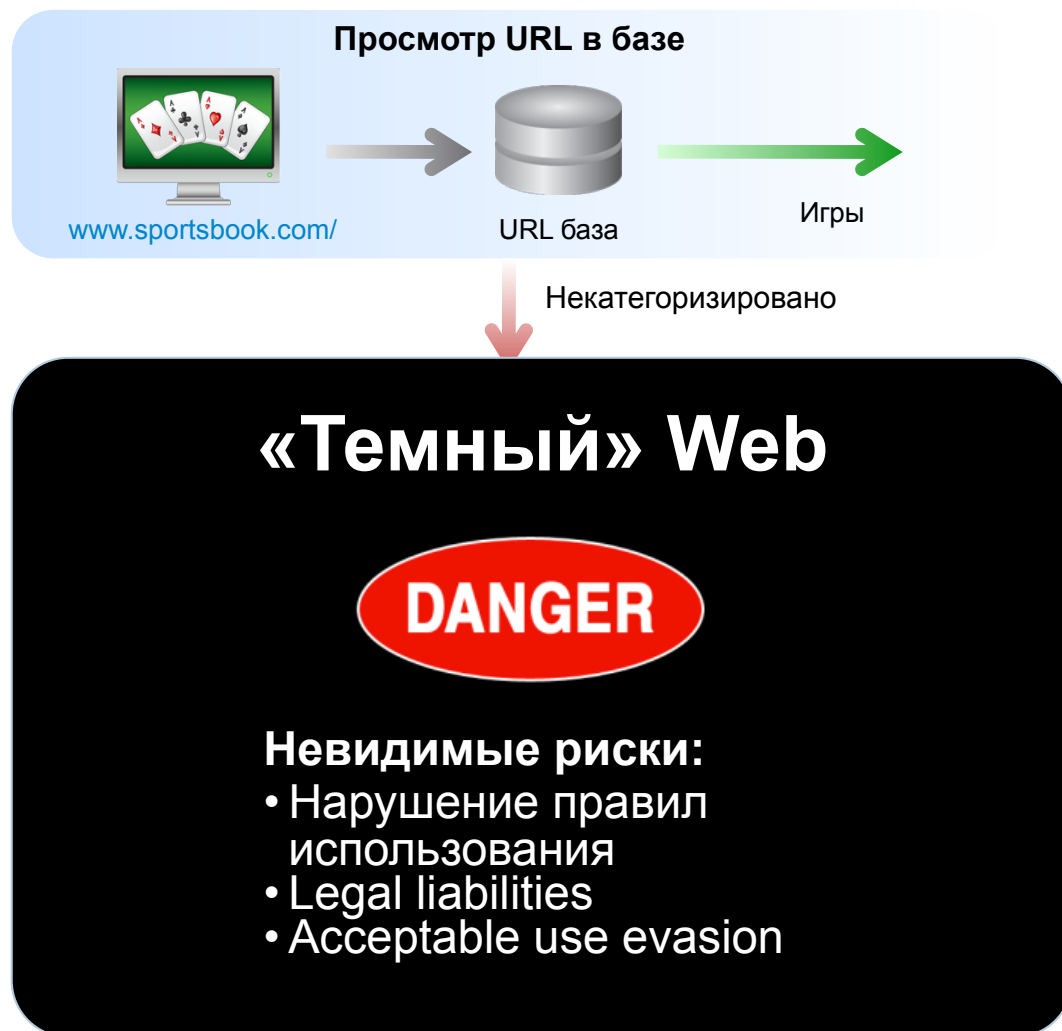 Просмотр URL в базе
www.sportsbook.com/
URL база
Игры
Некатегоризировано
«Темный» Web
DANGER
Невидимые риски:
• Нарушение правил
использования
• Legal liabilities
• Acceptable use evasion